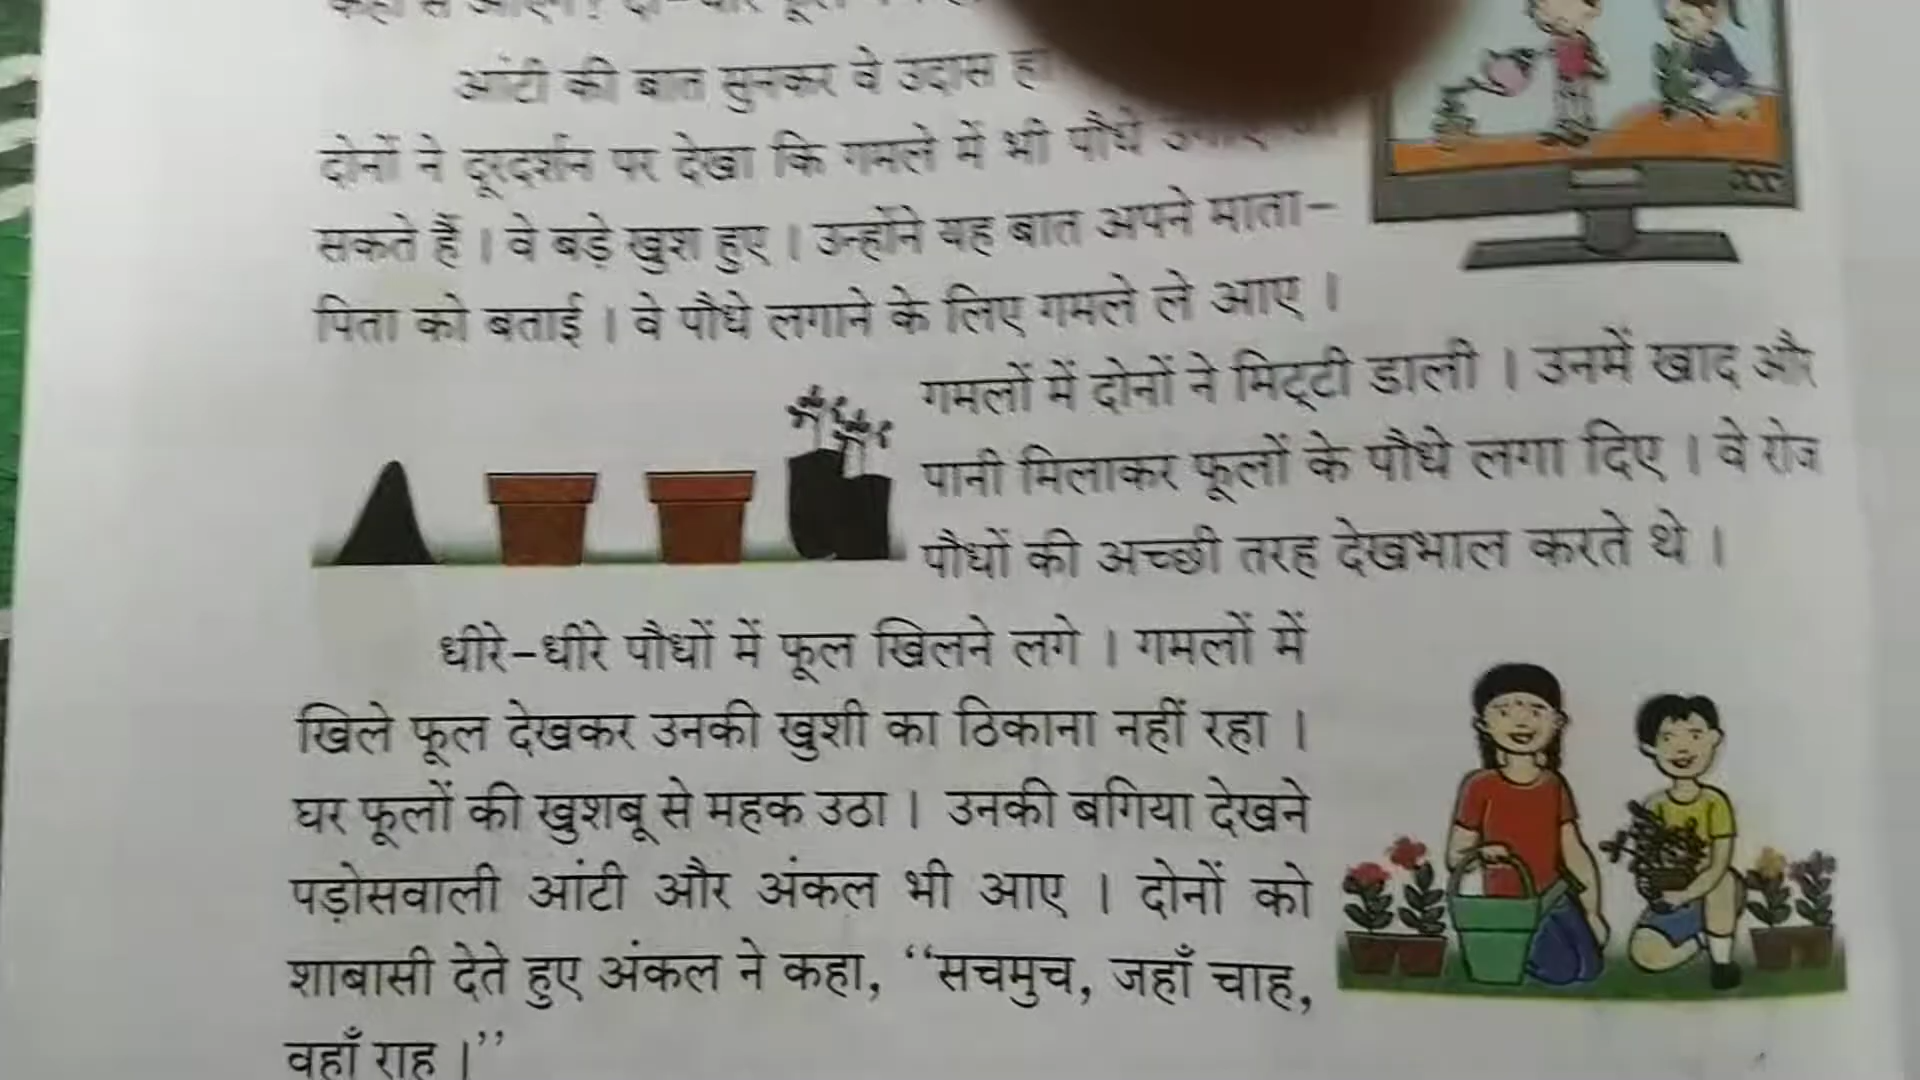 आंटी की बात सुनकर वे उदास
दोनों ने दूरदर्शन पर देखा कि गमले में भी पौधे
सकते हैं । वे बड़े खुश हुए । उन्होंने यह बात अपने माता-
पिता को बताई । वे पौधे लगाने के लिए गमले ले आए ।
गमलों में दोनों ने मिट्टी डाली । उनमें खाद और
पानी मिलाकर फूलों के पौधे लगा दिए । वे रोज
पौधों की अच्छी तरह देखभाल करते थे ।
धीरे-धीरे पौधों में फूल खिलने लगे । गमलों में
खिले फूल देखकर उनकी खुशी का ठिकाना नहीं रहा ।
घर फूलों की खुशबू से महक उठा । उनकी बगिया देखने
पड़ोसवाली आंटी और अंकल भी आए । दोनों को
शाबासी देते हुए अंकल ने कहा, ‘‘सचमुच, जहाँ चाह,
वहाँ राह ।’’